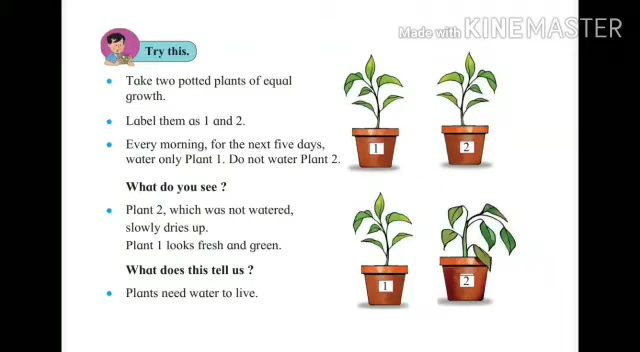 Made with KINEMASTER
Try this.
Take two potted plants of equal
growth.
Label them as 1 and 2.
Every morning, for the next five days,
water only Plant 1. Do not water Plant 2.
What do you see ?
Plant 2, which was not watered,
slowly dries up.
Plant 1 looks fresh and green.
What does this tell us ?
Plants need water to live.
1
2
1
2